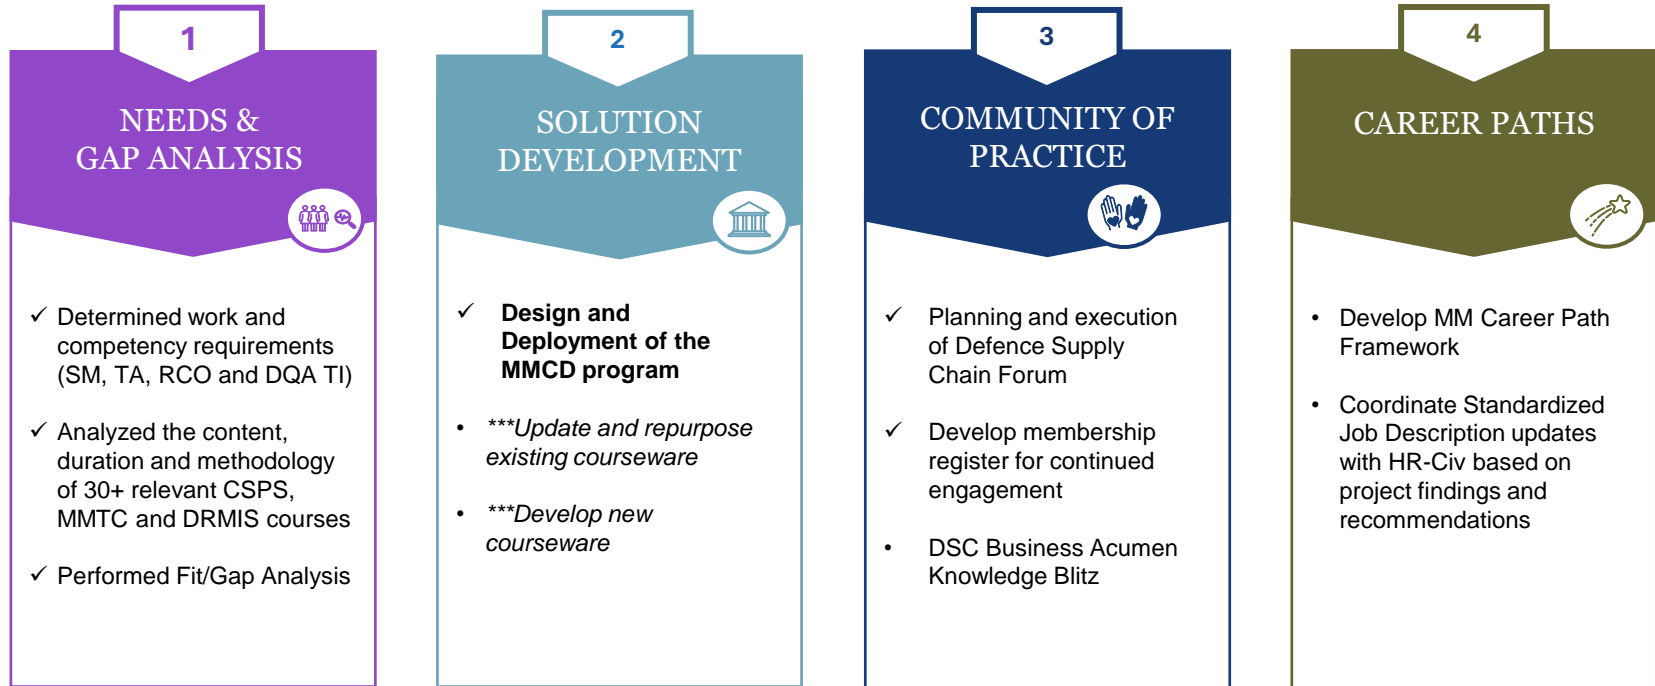 1
NEEDS &
GAP ANALYSIS
✓ Determined work and
competency requirements
(SM, TA, RCO and DQA TI)
✓ Analyzed the content,
duration and methodology
of 30+ relevant CSPS,
MMTC and DRMIS courses
✓ Performed Fit/Gap Analysis
2
SOLUTION
DEVELOPMENT
✓ Design and
Deployment of the
MMCD program
• ***Update and repurpose
existing courseware
• ***Develop new
courseware
3
COMMUNITY OF
PRACTICE
✓ Planning and execution
of Defence Supply
Chain Forum
✓ Develop membership
register for continued
engagement
• DSC Business Acumen
Knowledge Blitz
4
CAREER PATHS
• Develop MM Career Path
Framework
• Coordinate Standardized
Job Description updates
with HR-Civ based on
project findings and
recommendations